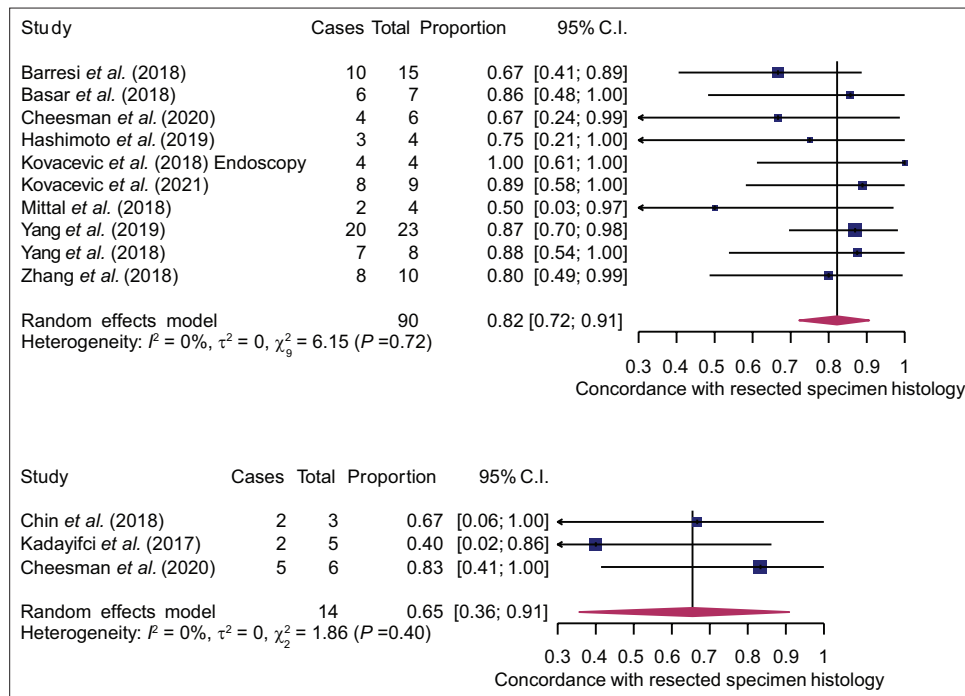 Study Cases Total Proportion 95% C.I.
Barresi et al. (2018) 10 15 0.67 [0.41; 0.89]
Basar et al. (2018) 6 7 0.86 [0.48; 1.00]
Cheesman et al. (2020) 4 6 0.67 [0.24; 0.99]
Hashimoto et al. (2019) 3 4 0.75 [0.21; 1.00]
Kovacevic et al. (2018) Endoscopy 4 4 1.00 [0.61; 1.00]
Kovacevic et al. (2021) 8 9 0.89 [0.58; 1.00]
Mittal et al. (2018) 2 4 0.50 [0.03; 0.97]
Yang et al. (2019) 20 23 0.87 [0.70; 0.98]
Yang et al. (2018) 7 8 0.88 [0.54; 1.00]
Zhang et al. (2018) 8 10 0.80 [0.49; 0.99]
Random effects model 90 0.82 [0.72; 0.91]
Heterogeneity: I² = 0%, τ² = 0, χ²₉ = 6.15 (P =0.72)
0.3 0.4 0.5 0.6 0.7 0.8 0.9 1
Concordance with resected specimen histology
Study Cases Total Proportion 95% C.I.
Chin et al. (2018) 2 3 0.67 [0.06; 1.00]
Kadayifci et al. (2017) 2 5 0.40 [0.02; 0.86]
Cheesman et al. (2020) 5 6 0.83 [0.41; 1.00]
Random effects model 14 0.65 [0.36; 0.91]
Heterogeneity: I² = 0%, τ² = 0, χ²₂ = 1.86 (P =0.40)
0.3 0.4 0.5 0.6 0.7 0.8 0.9 1
Concordance with resected specimen histology